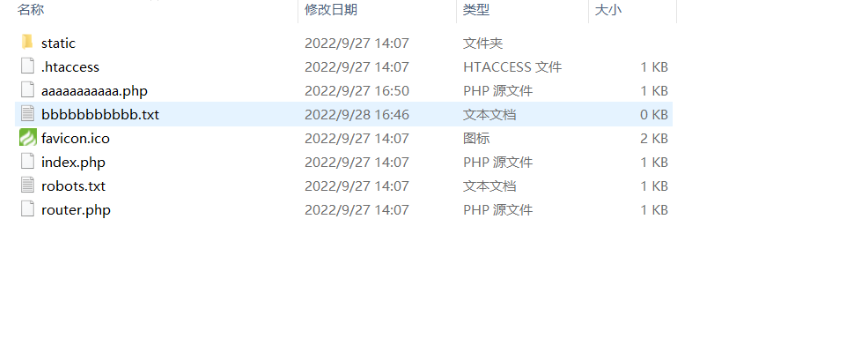 名称 修改日期 类型 大小
static 2022/9/27 14:07 文件夹
.htaccess 2022/9/27 14:07 HTACCESS 文件 1 KB
aaaaaaaaaaa.php 2022/9/27 16:50 PHP 源文件 1 KB
bbbbbbbbbbb.txt 2022/9/28 16:46 文本文档 0 KB
favicon.ico 2022/9/27 14:07 图标 2 KB
index.php 2022/9/27 14:07 PHP 源文件 1 KB
robots.txt 2022/9/27 14:07 文本文档 1 KB
router.php 2022/9/27 14:07 PHP 源文件 1 KB